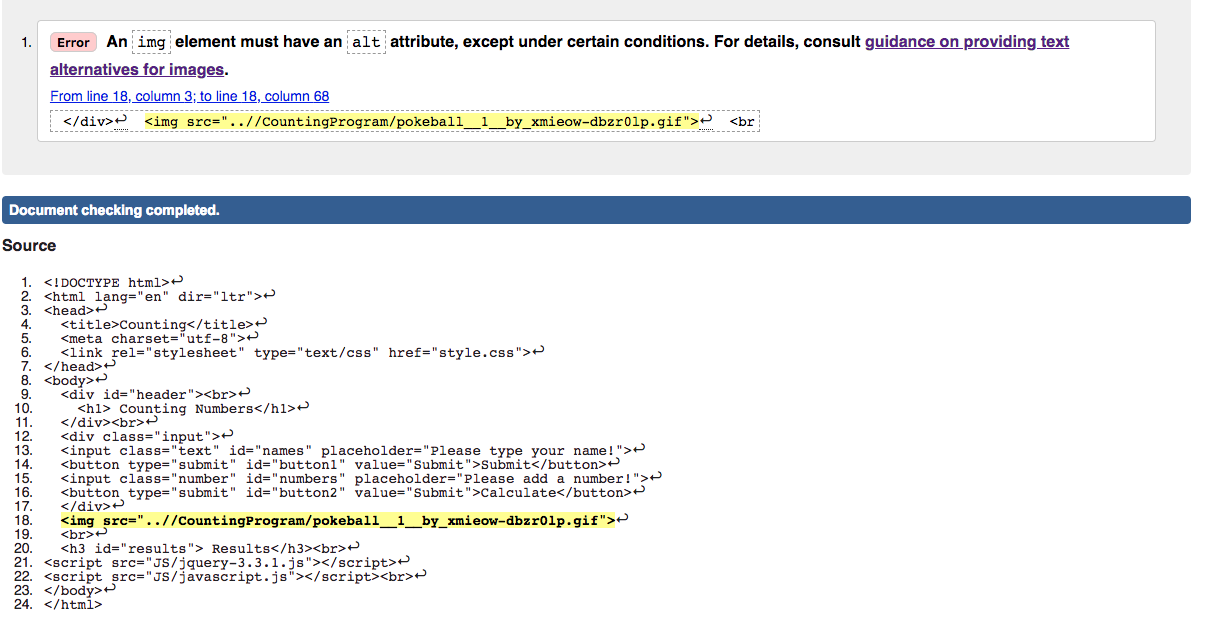 1. Error An img element must have an alt attribute, except under certain conditions. For details, consult guidance on providing text
alternatives for images.
From line 18, column 3; to line 18, column 68
</div>↩ <img src="..//CountingProgram/pokeball__1__by_xmieow-dbzr0lp.gif">↩ <br
Document checking completed.
Source
1. <!DOCTYPE html>↩
2. <html lang="en" dir="ltr">↩
3. <head>↩
4. <title>Counting</title>↩
5. <meta charset="utf-8">↩
6. <link rel="stylesheet" type="text/css" href="style.css">↩
7. </head>↩
8. <body>↩
9. <div id="header"><br>↩
10. <h1> Counting Numbers</h1>↩
11. </div><br>↩
12. <div class="input">↩
13. <input class="text" id="names" placeholder="Please type your name!">↩
14. <button type="submit" id="button1" value="Submit">Submit</button>↩
15. <input class="number" id="numbers" placeholder="Please add a number!">↩
16. <button type="submit" id="button2" value="Submit">Calculate</button>↩
17. </div>↩
18. <img src="..//CountingProgram/pokeball__1__by_xmieow-dbzr0lp.gif">↩
19. <br>↩
20. <h3 id="results"> Results</h3><br>↩
21. <script src="JS/jquery-3.3.1.js"></script>↩
22. <script src="JS/javascript.js"></script><br>↩
23. </body>↩
24. </html>